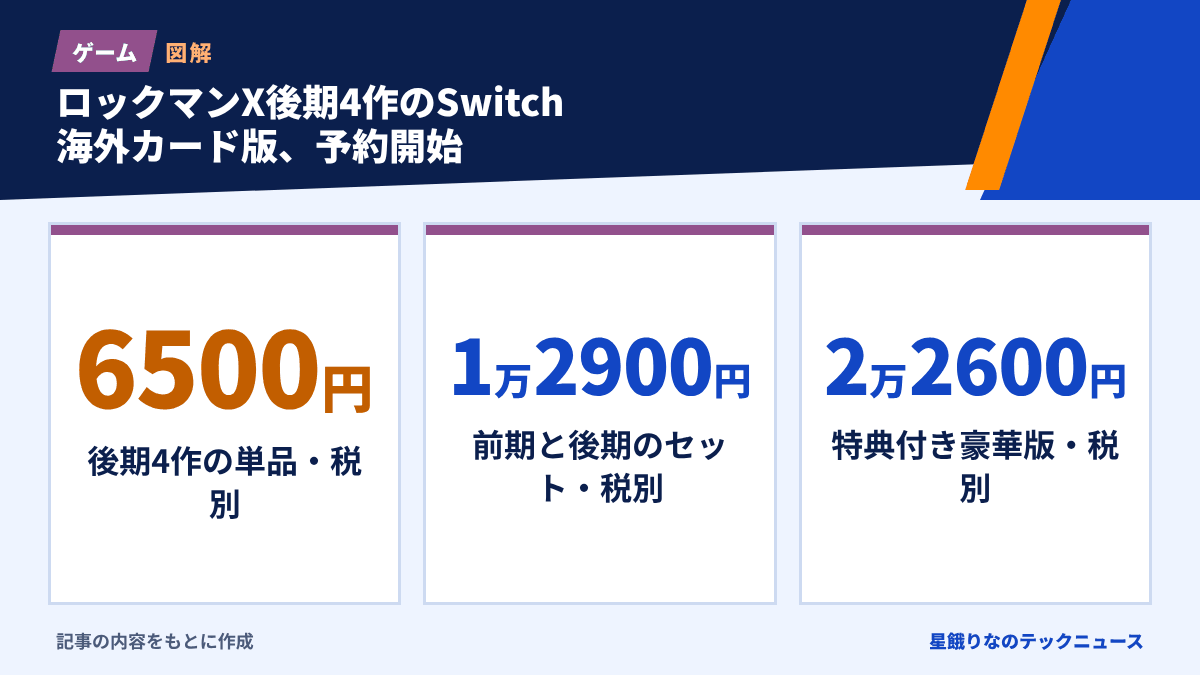 ゲーム 図解
ロックマンX後期4作のSwitch
海外カード版、予約開始
6500円
後期4作の単品・税
別
1万2900円
前期と後期のセッ
ト・税別
2万2600円
特典付き豪華版・税
別
記事の内容をもとに作成
星餓りなのテックニュース